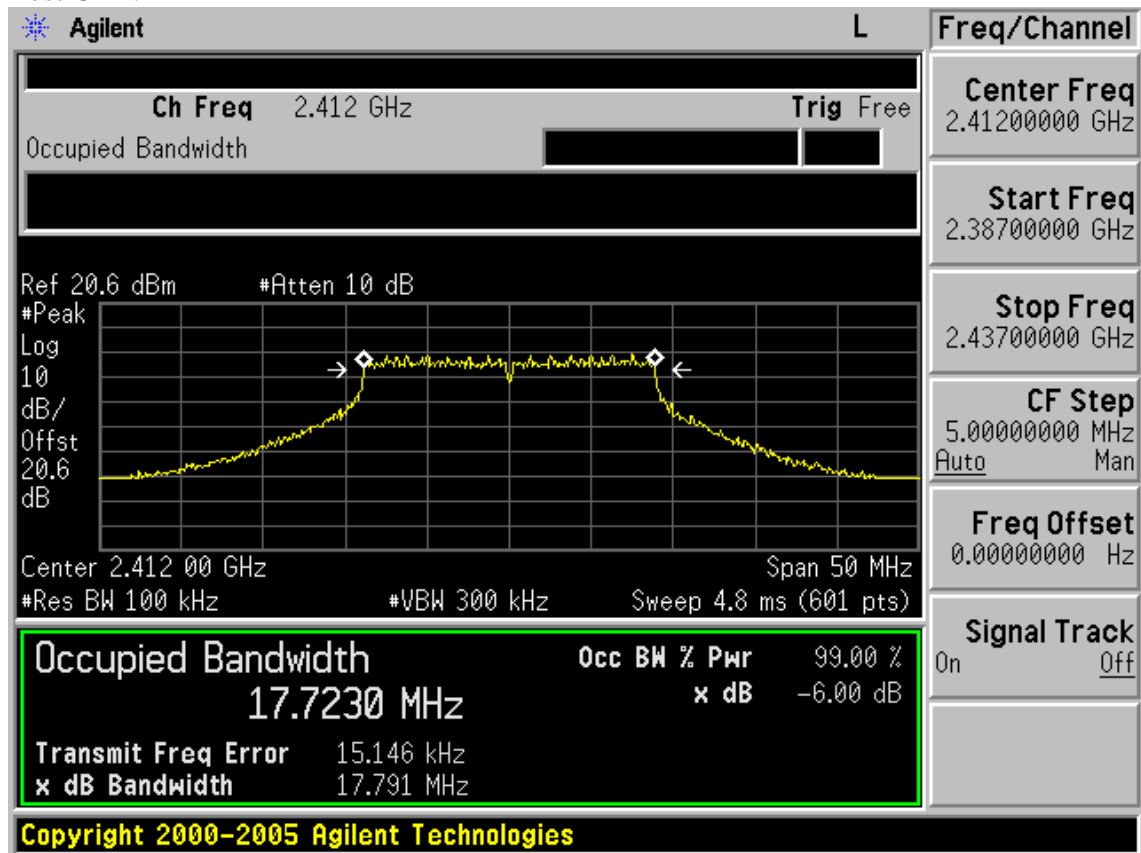 Agilent L
Freq/Channel
Ch Freq 2.412 GHz Trig Free
Occupied Bandwidth
Center Freq
2.41200000 GHz
Start Freq
2.38700000 GHz
Stop Freq
2.43700000 GHz
CF Step
5.00000000 MHz
Auto Man
Freq Offset
0.00000000 Hz
Signal Track
On Off
Ref 20.6 dBm #Atten 10 dB
#Peak
Log
10
dB/
Offst
20.6
dB
Center 2.412 00 GHz Span 50 MHz
#Res BW 100 kHz #VBW 300 kHz Sweep 4.8 ms (601 pts)
Occupied Bandwidth
17.7230 MHz
Occ BW % Pwr 99.00 %
x dB -6.00 dB
Transmit Freq Error 15.146 kHz
x dB Bandwidth 17.791 MHz
Copyright 2000-2005 Agilent Technologies